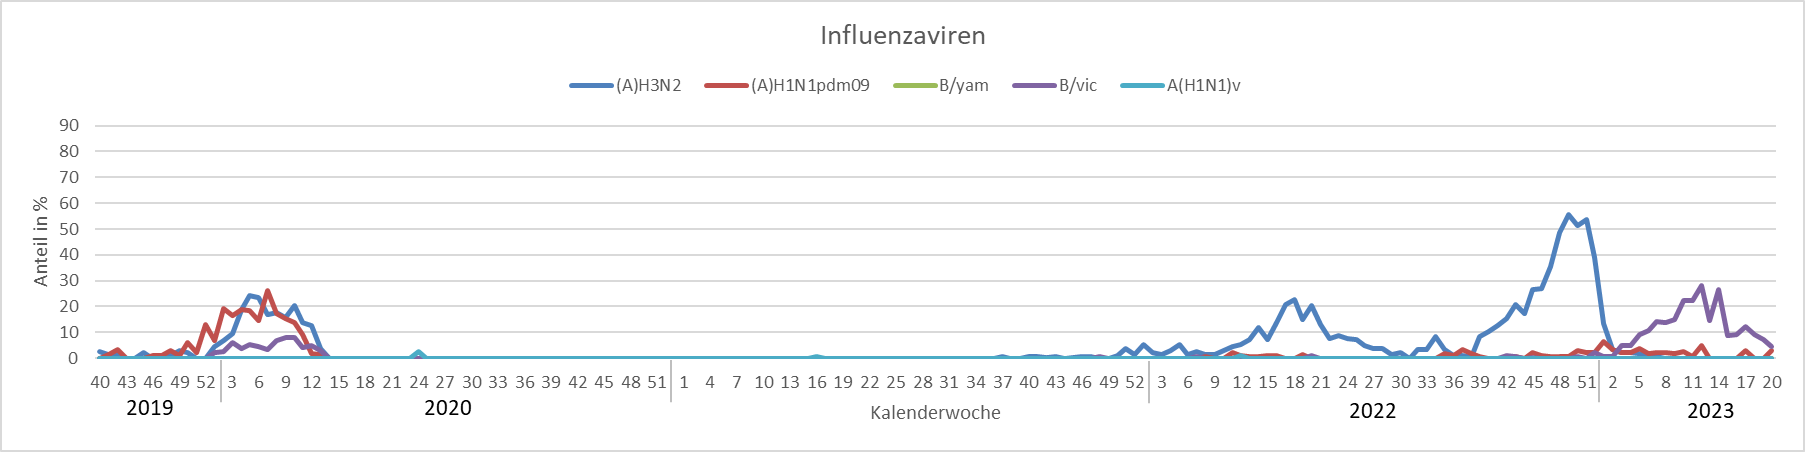 Influenzaviren
(A)H3N2 (A)H1N1pdm09 B/yam B/vic A(H1N1)v
Anteil in %
90
80
70
60
50
40
30
20
10
0
40 43 46 49 52 3 6 9 12 15 18 21 24 27 30 33 36 39 42 45 48 51 1 4 7 10 13 16 19 22 25 28 31 34 37 40 43 46 49 52 3 6 9 12 15 18 21 24 27 30 33 36 39 42 45 48 51 2 5 8 11 14 17 20
2019 2020 2022 2023
Kalenderwoche